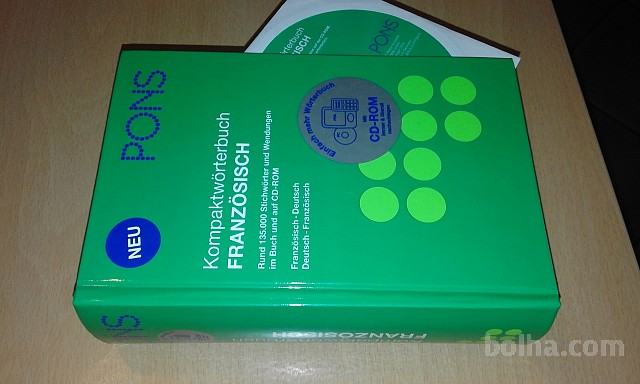 PONS
Kompaktwörterbuch
FRANZÖSISCH
Rund 135.000 Stichwörter und Wendungen
im Buch und auf CD-ROM
Französisch-Deutsch
Deutsch-Französisch
NEU
Einfach mehr Wörterbuch
CD-ROM
PONS
FRANZÖSISCH
PONS
bolha.com